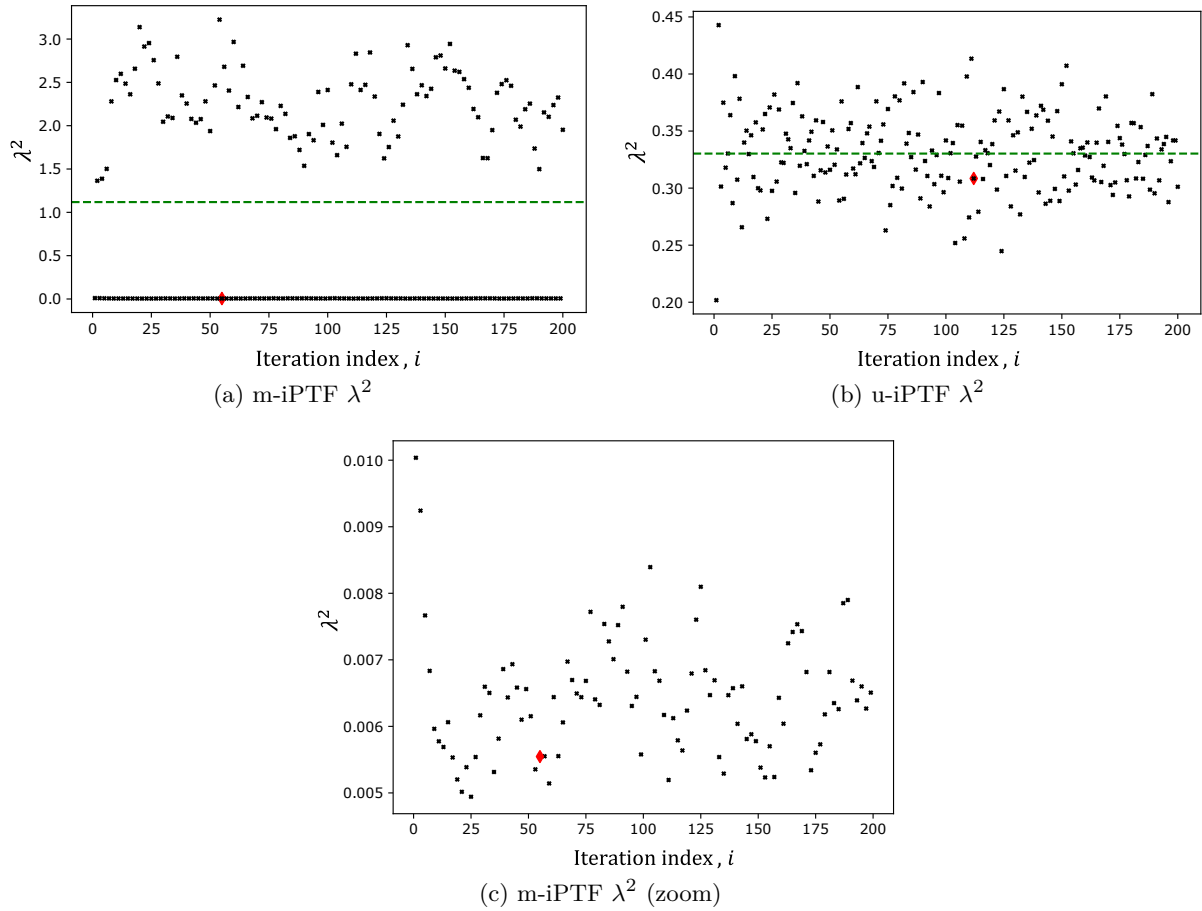 3.0
2.5
2.0
1.5
1.0
0.5
0.0
λ²
0 25 50 75 100 125 150 175 200
Iteration index , i
(a) m-iPTF λ²
0.45
0.40
0.35
0.30
0.25
0.20
λ²
0 25 50 75 100 125 150 175 200
Iteration index , i
(b) u-iPTF λ²
0.010
0.009
0.008
0.007
0.006
0.005
λ²
0 25 50 75 100 125 150 175 200
Iteration index , i
(c) m-iPTF λ² (zoom)